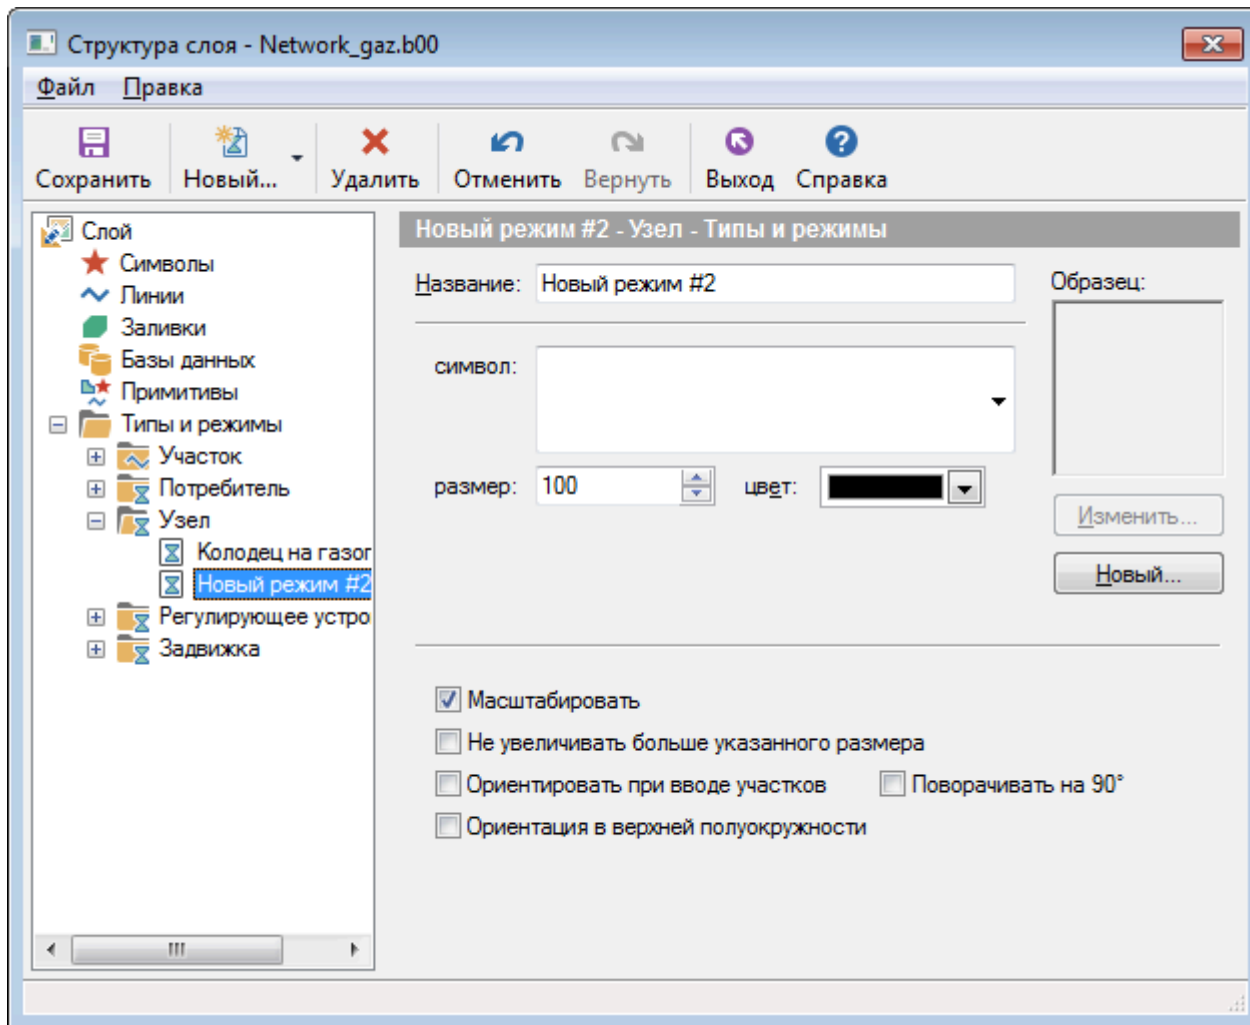 Структура слоя - Network_gaz.b00
Файл Правка
Сохранить Новый... Удалить Отменить Вернуть Выход Справка
Слой
Символы
Линии
Заливки
Базы данных
Примитивы
Типы и режимы
Участок
Потребитель
Узел
Колодец на газог
Новый режим #2
Регулирующее устро
Задвижка
Новый режим #2 - Узел - Типы и режимы
Название: Новый режим #2
Образец:
символ:
размер: 100 цвет:
Изменить...
Новый...
Масштабировать
Не увеличивать больше указанного размера
Ориентировать при вводе участков Поворачивать на 90°
Ориентация в верхней полуокружности